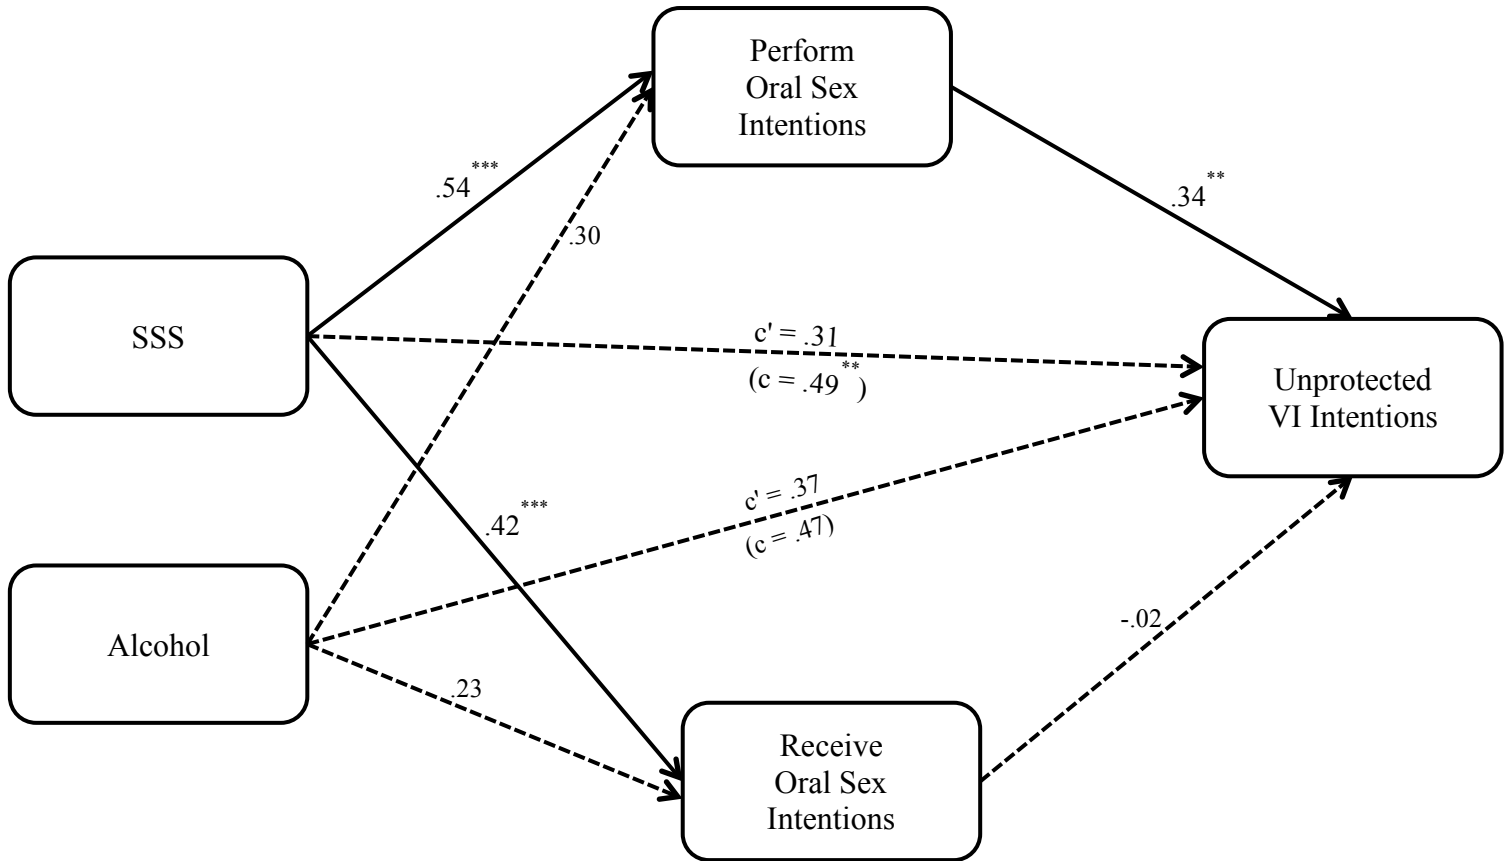 Perform
Oral Sex
Intentions
.54***
.34**
.30
SSS
c' = .31
(c = .49**)
Unprotected
VI Intentions
c' = .37
(c = .47)
.42***
-.02
Alcohol
.23
Receive
Oral Sex
Intentions